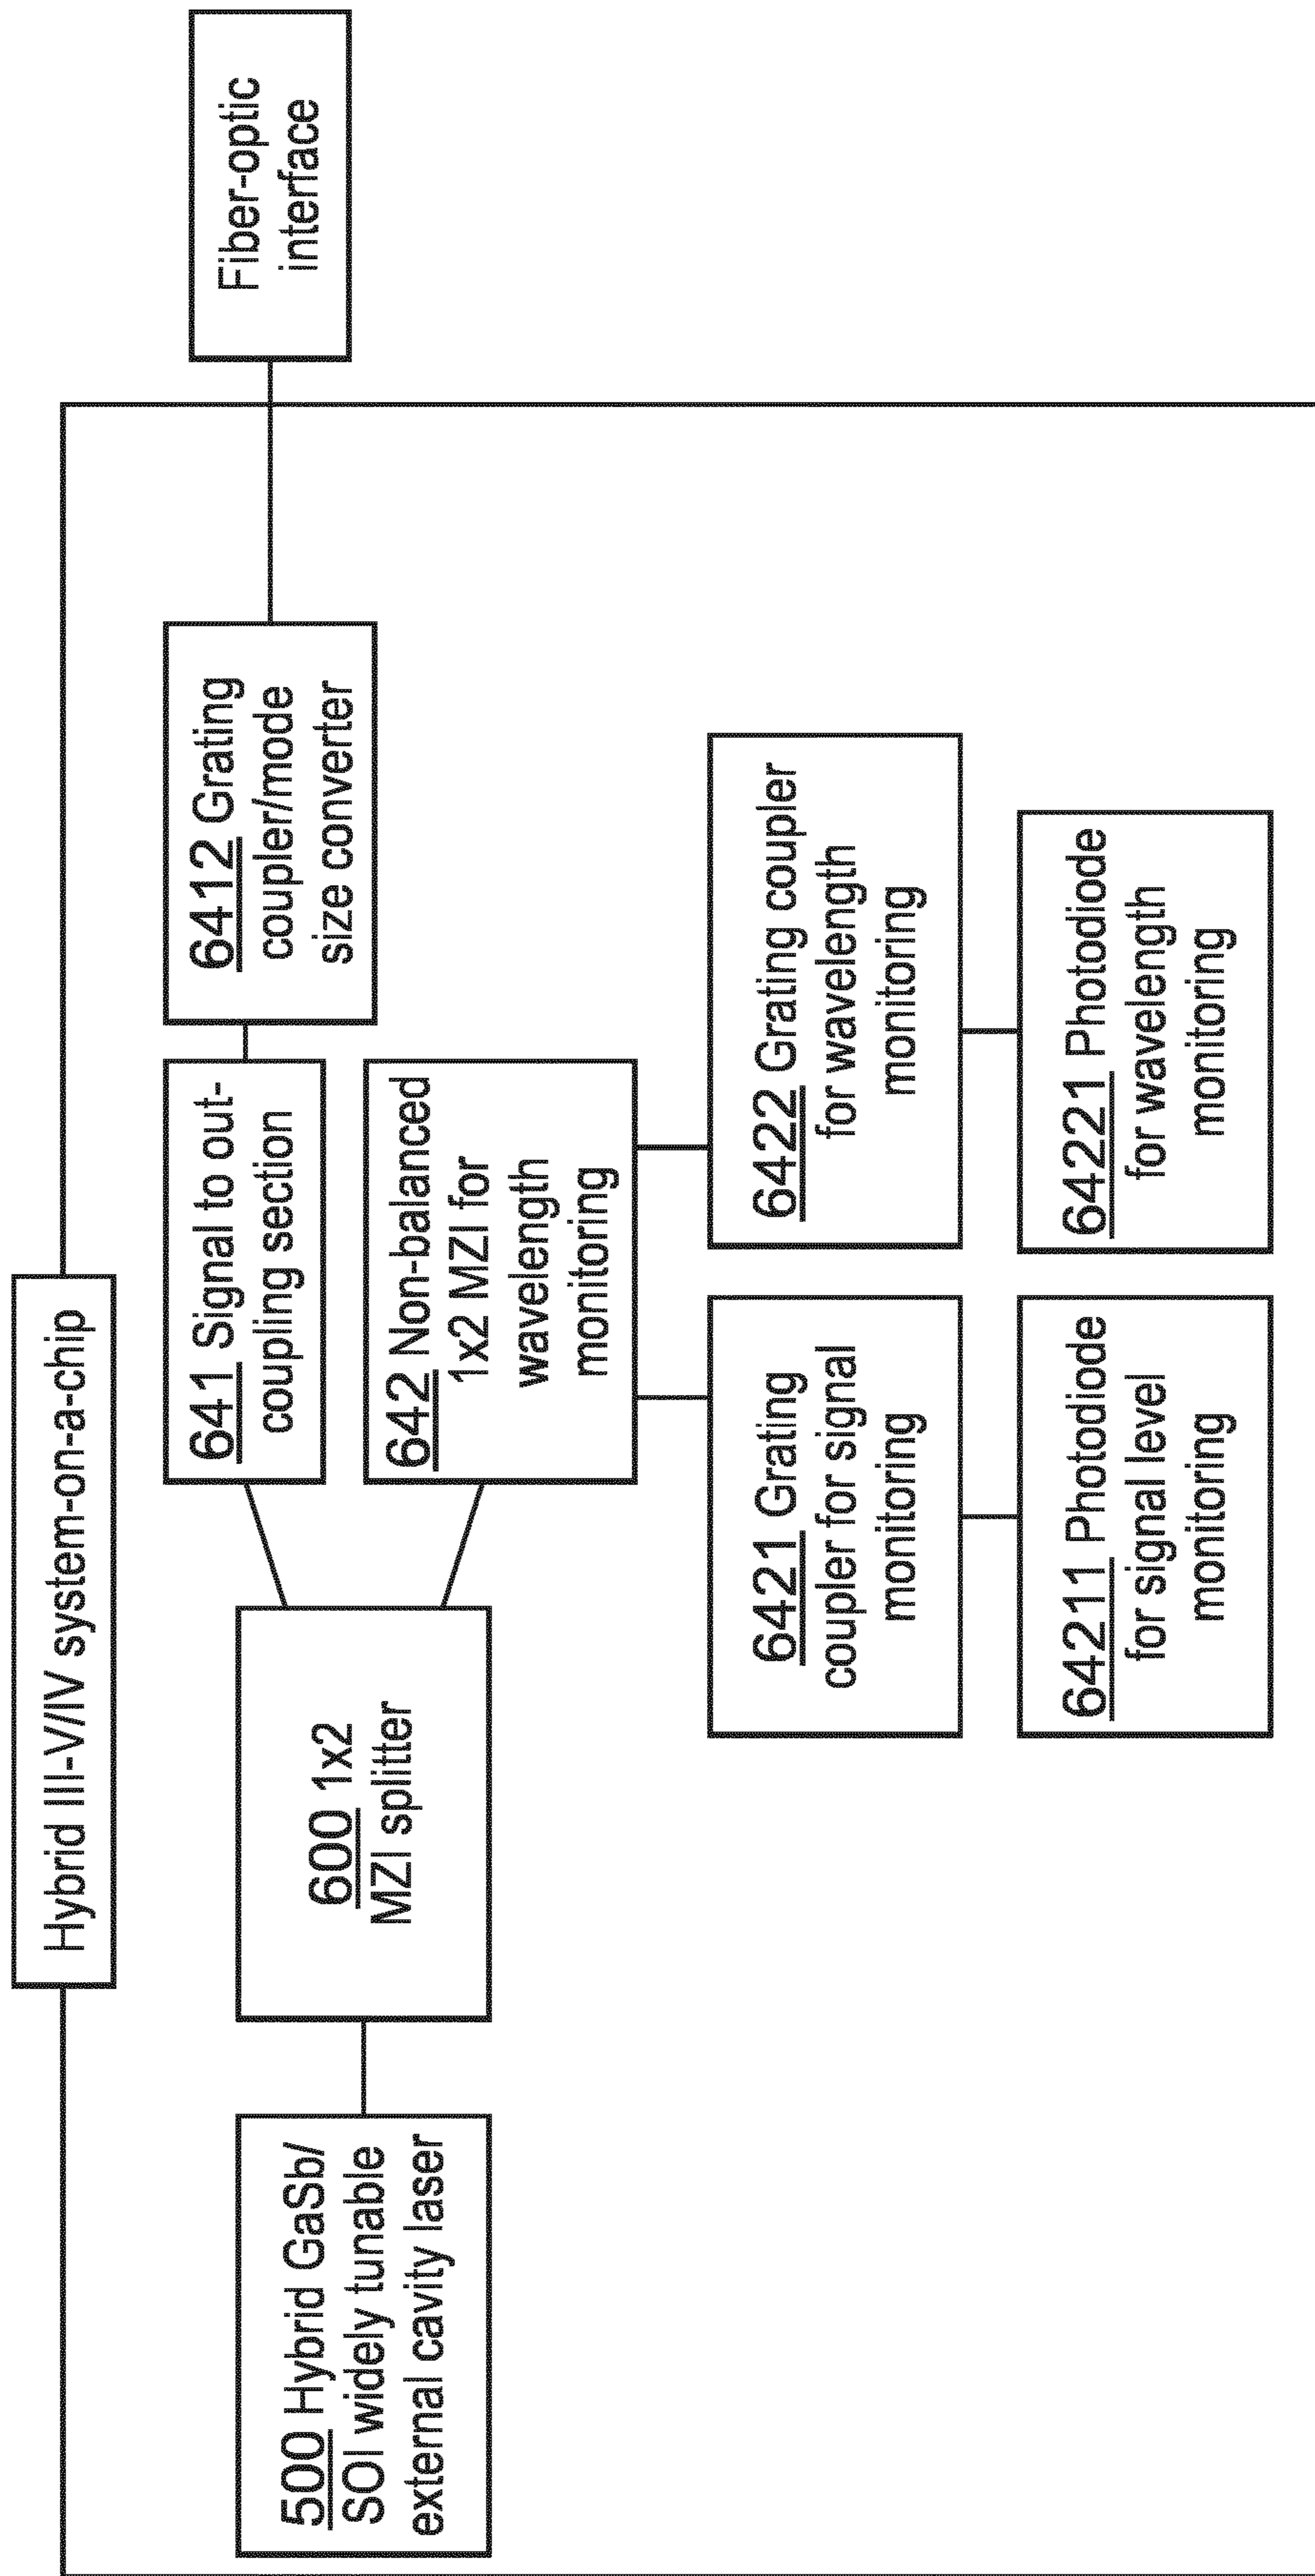 Hybrid III-V/IV system-on-a-chip
500 Hybrid GaSb/
SOI widely tunable
external cavity laser
600 1x2
MZI splitter
641 Signal to out-
coupling section
6412 Grating
coupler/mode
size converter
Fiber-optic
interface
642 Non-balanced
1x2 MZI for
wavelength
monitoring
6421 Grating
coupler for signal
monitoring
6422 Grating coupler
for wavelength
monitoring
64211 Photodiode
for signal level
monitoring
64221 Photodiode
for wavelength
monitoring